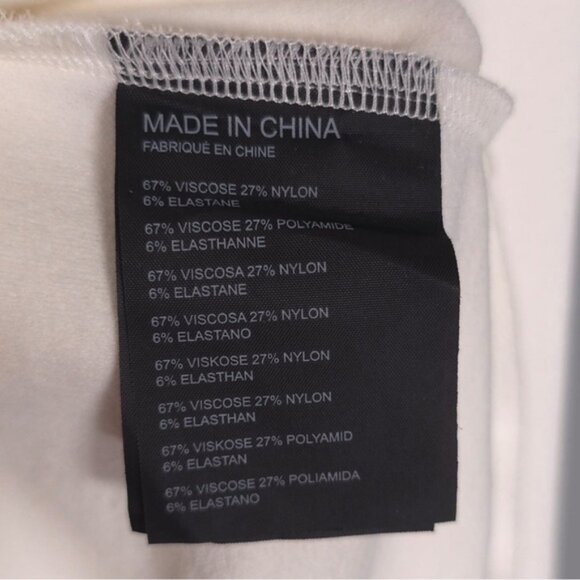 MADE IN CHINA
FABRIQUÉ EN CHINE
67% VISCOSE 27% NYLON
6% ELASTANE
67% VISCOSE 27% POLYAMIDE
6% ELASTHANNE
67% VISCOSA 27% NYLON
6% ELASTANE
67% VISCOSA 27% NYLON
6% ELASTANO
67% VISKOSE 27% NYLON
6% ELASTHAN
67% VISCOSE 27% NYLON
6% ELASTHAN
67% VISKOSE 27% POLYAMID
6% ELASTAN
67% VISCOSE 27% POLIAMIDA
6% ELASTANO